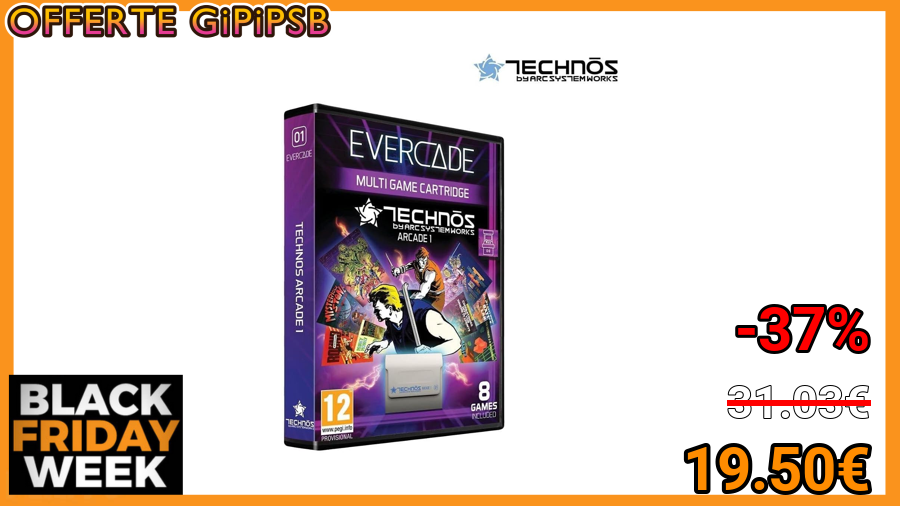 OFFERTE GiPiPSB
TECHNŌS
BY ARC SYSTEM WORKS
01
EVERCADE
TECHNOS ARCADE 1
TECHNŌS
EVERCADE
MULTI GAME CARTRIDGE
TECHNŌS
BY ARC SYSTEM WORKS
ARCADE 1
TECHNŌS
8
GAMES
INCLUDED
12
www.pegi.info
PROVISIONAL
BLACK
FRIDAY
WEEK
-37%
31.03€
19.50€